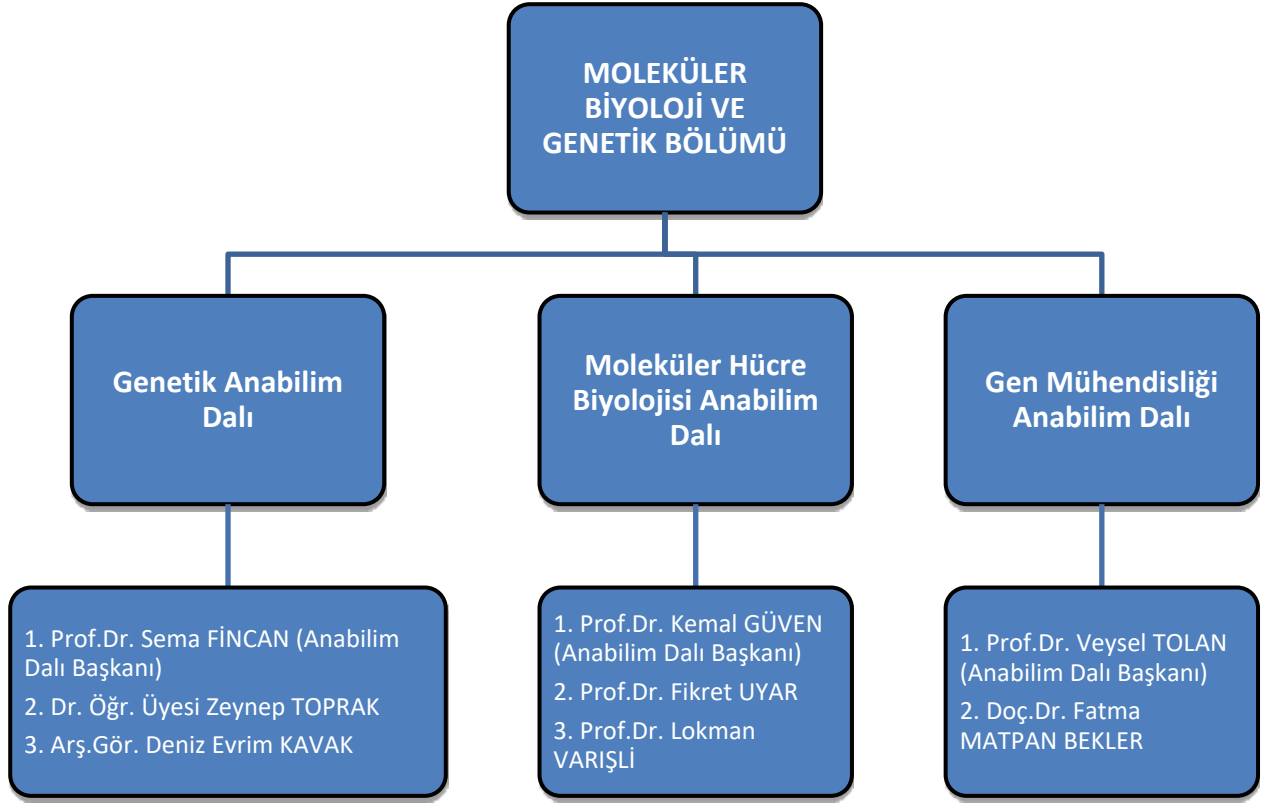 MOLEKÜLER
BİYOLOJİ VE
GENETİK BÖLÜMÜ
Genetik Anabilim
Dalı
Moleküler Hücre
Biyolojisi Anabilim
Dalı
Gen Mühendisliği
Anabilim Dalı
1. Prof.Dr. Sema FİNCAN (Anabilim
Dalı Başkanı)
2. Dr. Öğr. Üyesi Zeynep TOPRAK
3. Arş.Gör. Deniz Evrim KAVAK
1. Prof.Dr. Kemal GÜVEN
(Anabilim Dalı Başkanı)
2. Prof.Dr. Fikret UYAR
3. Prof.Dr. Lokman
VARIŞLİ
1. Prof.Dr. Veysel TOLAN
(Anabilim Dalı Başkanı)
2. Doç.Dr. Fatma
MATPAN BEKLER